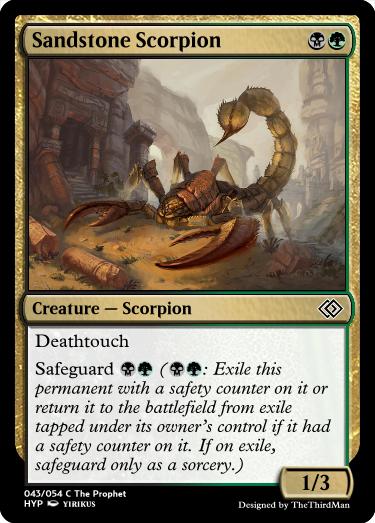 Sandstone Scorpion
Creature — Scorpion
Deathtouch
Safeguard (: Exile this
permanent with a safety counter on it or
return it to the battlefield from exile
tapped under its owner's control if it had
a safety counter on it. If on exile,
safeguard only as a sorcery.)
1/3
043/054 C The Prophet
HYP YIRIKUS
Designed by TheThirdMan